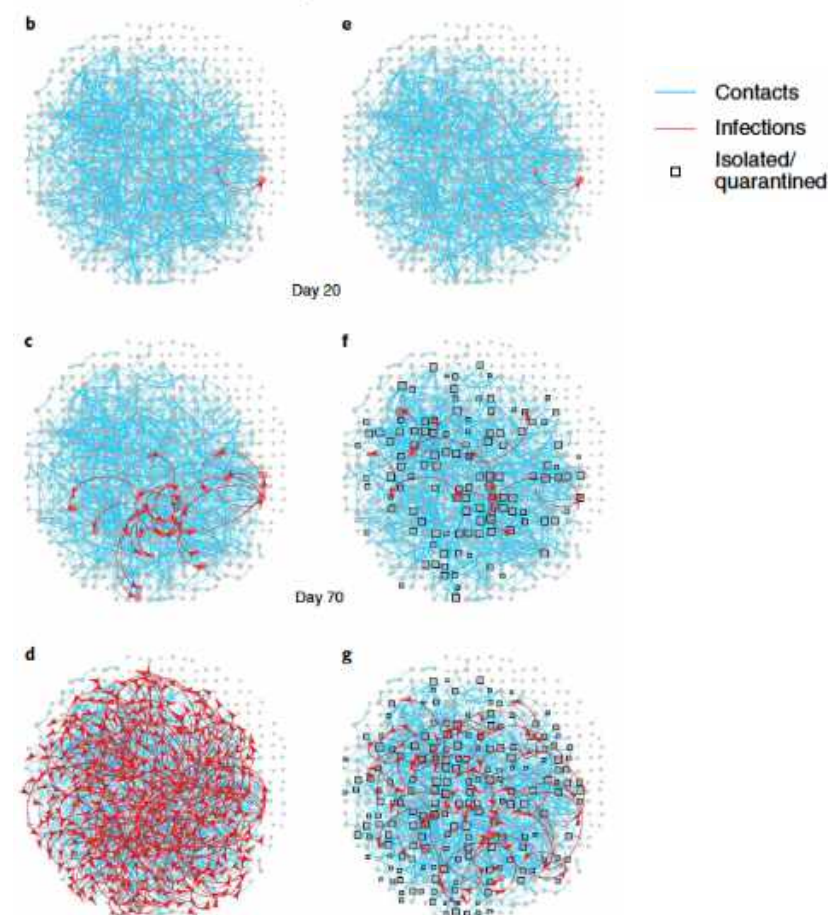 b
e
Contacts
Infections
Isolated/
quarantined
Day 20
c
f
Day 70
d
g